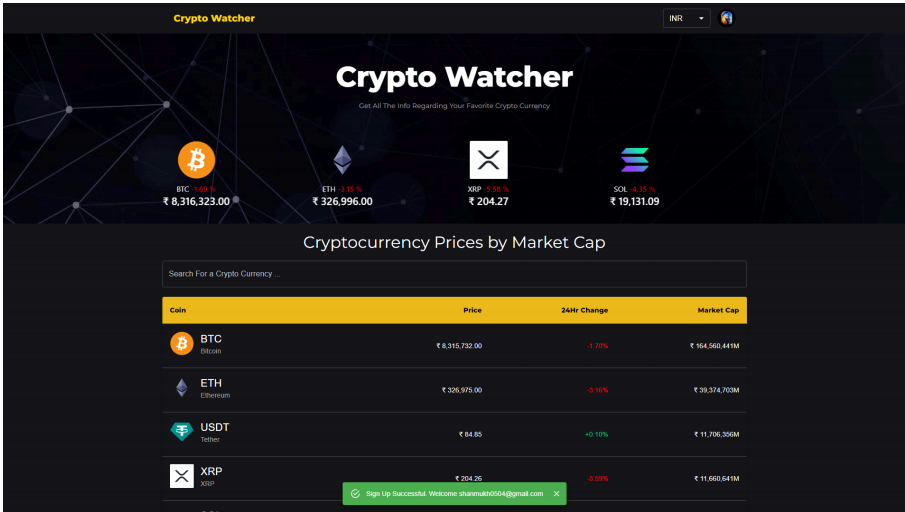 Crypto Watcher
INR
Crypto Watcher
Get All The Info Regarding Your Favorite Crypto Currency
BTC -1.69 % ETH -3.15 % XRP -5.58 % SOL -4.35 %
₹ 8,316,323.00 ₹ 326,996.00 ₹ 204.27 ₹ 19,131.09
Cryptocurrency Prices by Market Cap
Search For a Crypto Currency ...
Coin Price 24Hr Change Market Cap
BTC
Bitcoin
₹ 8,315,732.00 -1.70% ₹ 164,560,441M
ETH
Ethereum
₹ 326,975.00 -3.16% ₹ 39,374,703M
USDT
Tether
₹ 84.85 +0.10% ₹ 11,706,356M
XRP
XRP
₹ 204.26 -5.59% ₹ 11,660,641M
Sign Up Successful. Welcome shanmukh0504@gmail.com